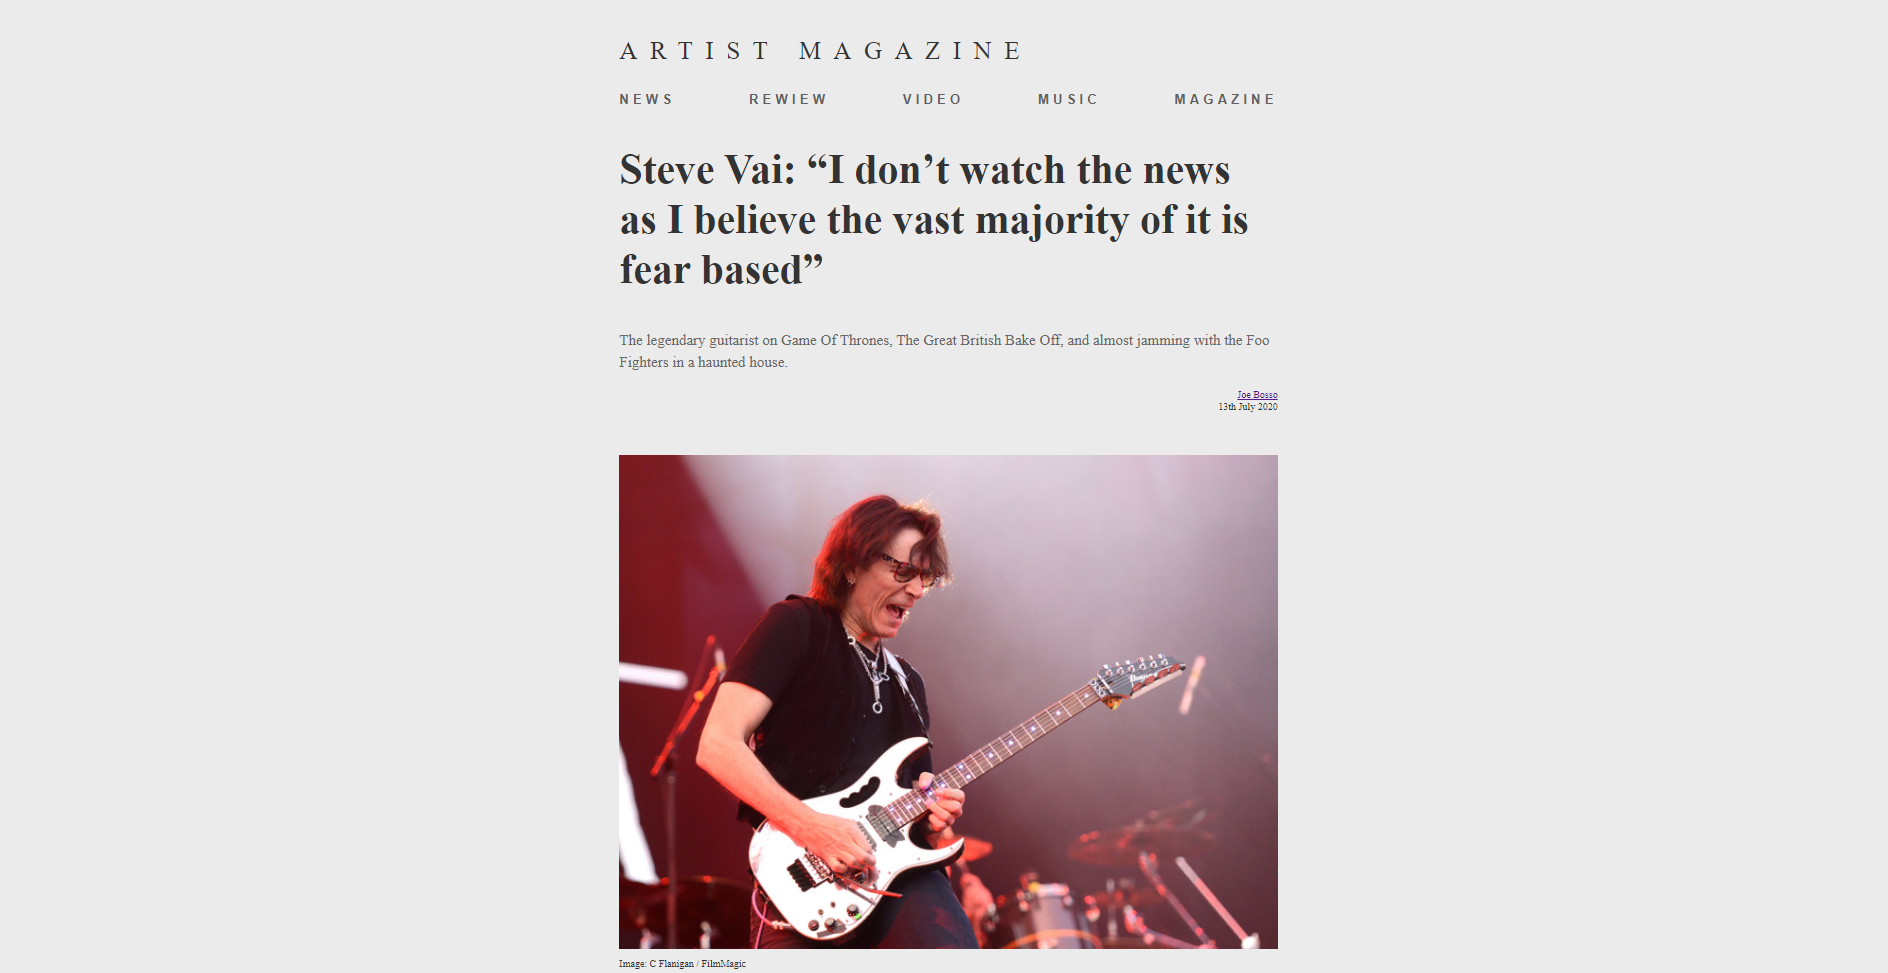 ARTIST MAGAZINE
NEWS REWIEW VIDEO MUSIC MAGAZINE
Steve Vai: “I don’t watch the news
as I believe the vast majority of it is
fear based”
The legendary guitarist on Game Of Thrones, The Great British Bake Off, and almost jamming with the Foo
Fighters in a haunted house.
Joe Bosso
13th July 2020
Ibanez
Image: C Flanigan / FilmMagic